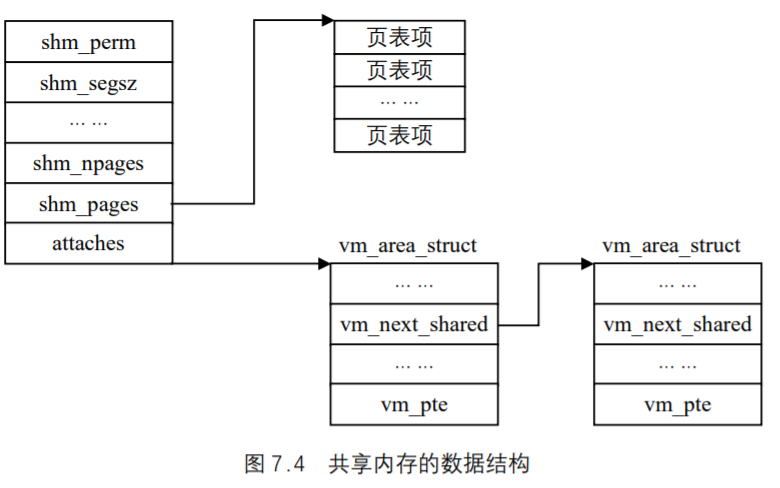 shm_perm
shm_segsz
... ...
shm_npages
shm_pages
attaches
页表项
页表项
... ...
页表项
vm_area_struct
... ...
vm_next_shared
... ...
vm_pte
vm_area_struct
... ...
vm_next_shared
... ...
vm_pte
图 7.4 共享内存的数据结构